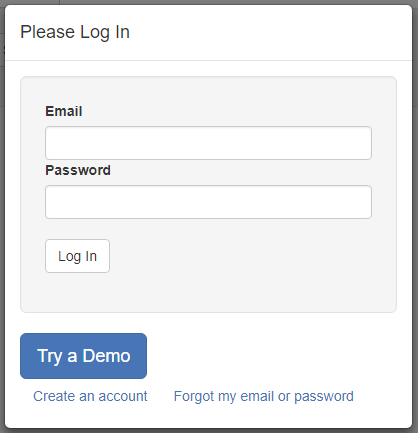 Please Log In
Email
Password
Log In
Try a Demo
Create an account Forgot my email or password